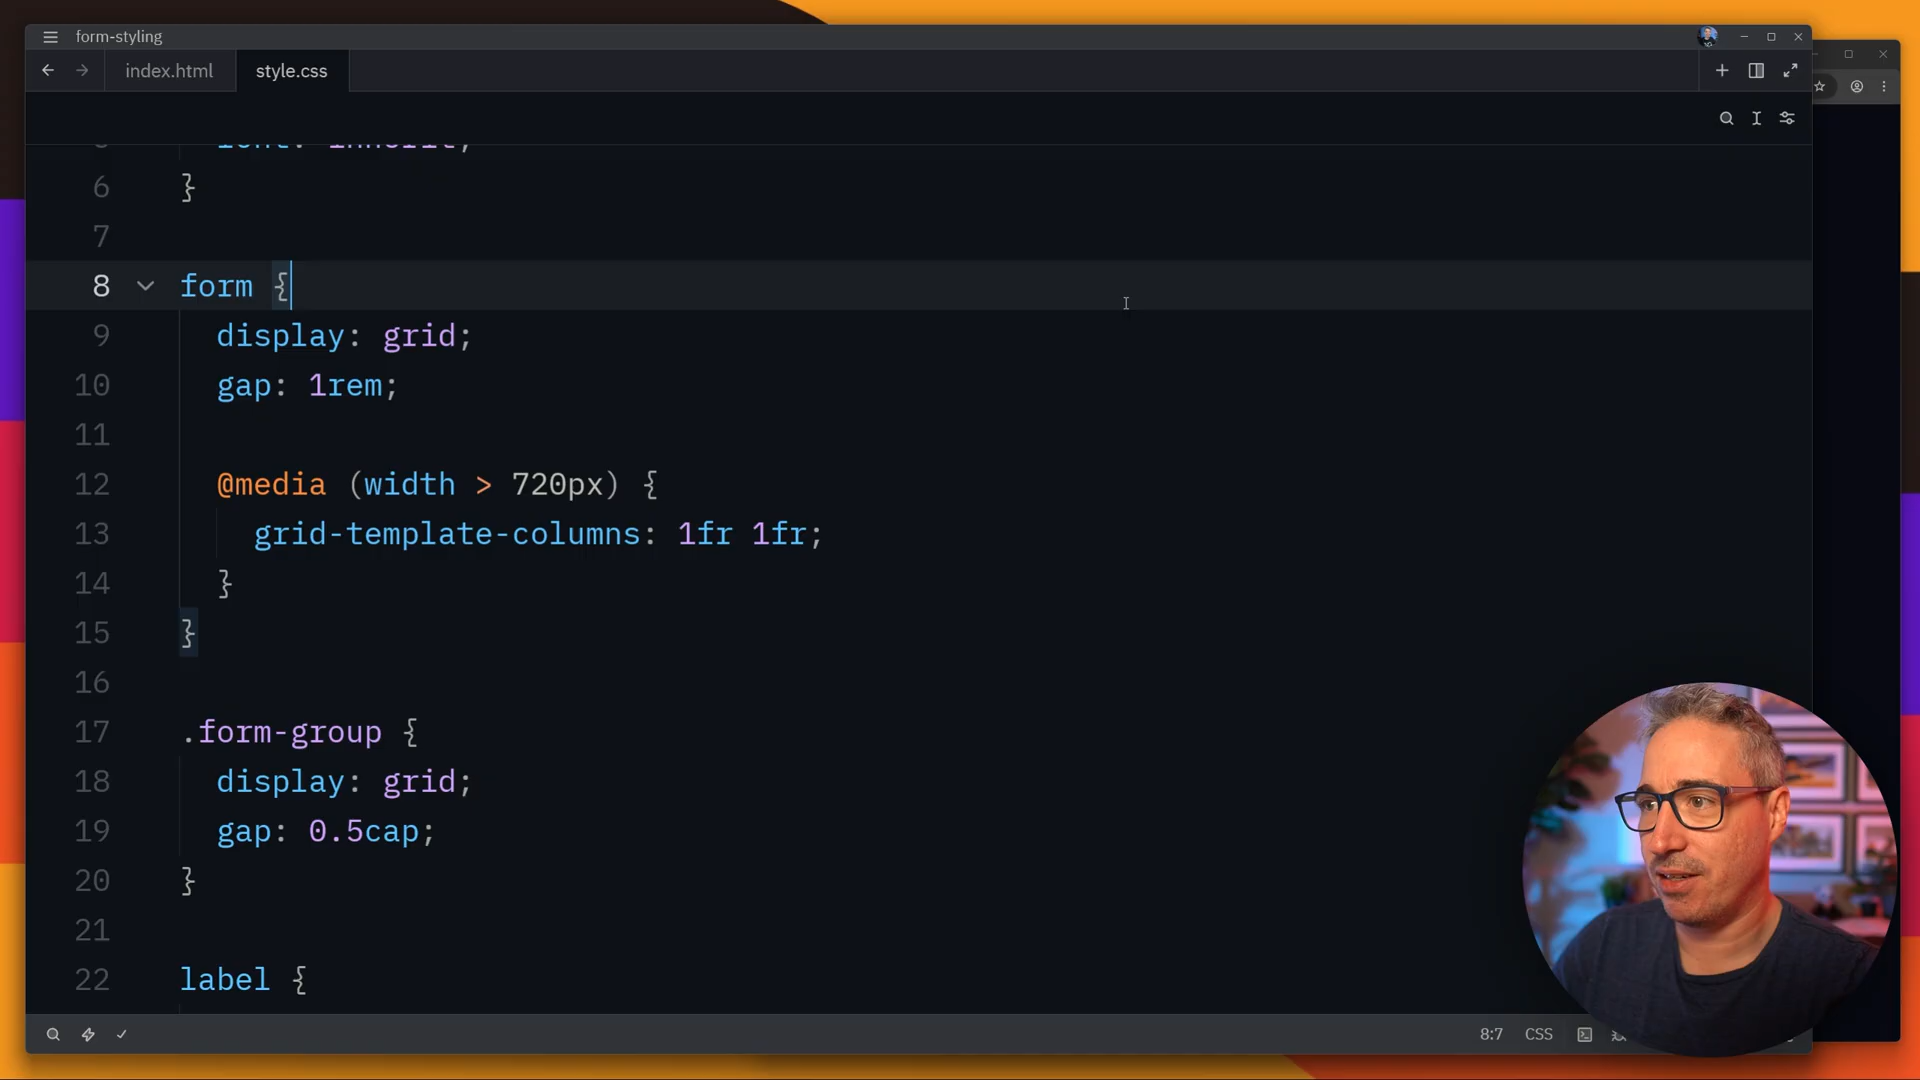 form-styling
index.html
style.css
font: inherit;
6 }
7
8 form {
9 display: grid;
10 gap: 1rem;
11
12 @media (width > 720px) {
13 grid-template-columns: 1fr 1fr;
14 }
15 }
16
17 .form-group {
18 display: grid;
19 gap: 0.5cap;
20 }
21
22 label {
8:7 CSS